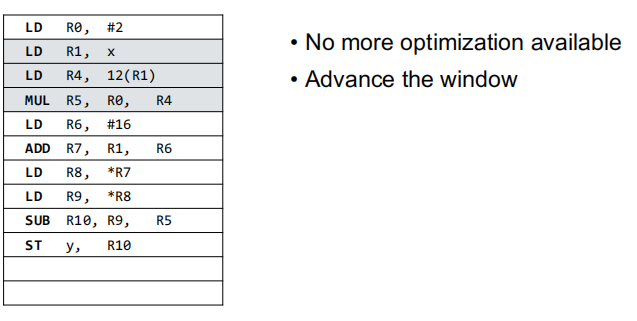 LD R0, #2
LD R1, x
LD R4, 12(R1)
MUL R5, R0, R4
LD R6, #16
ADD R7, R1, R6
LD R8, *R7
LD R9, *R8
SUB R10, R9, R5
ST y, R10
• No more optimization available
• Advance the window